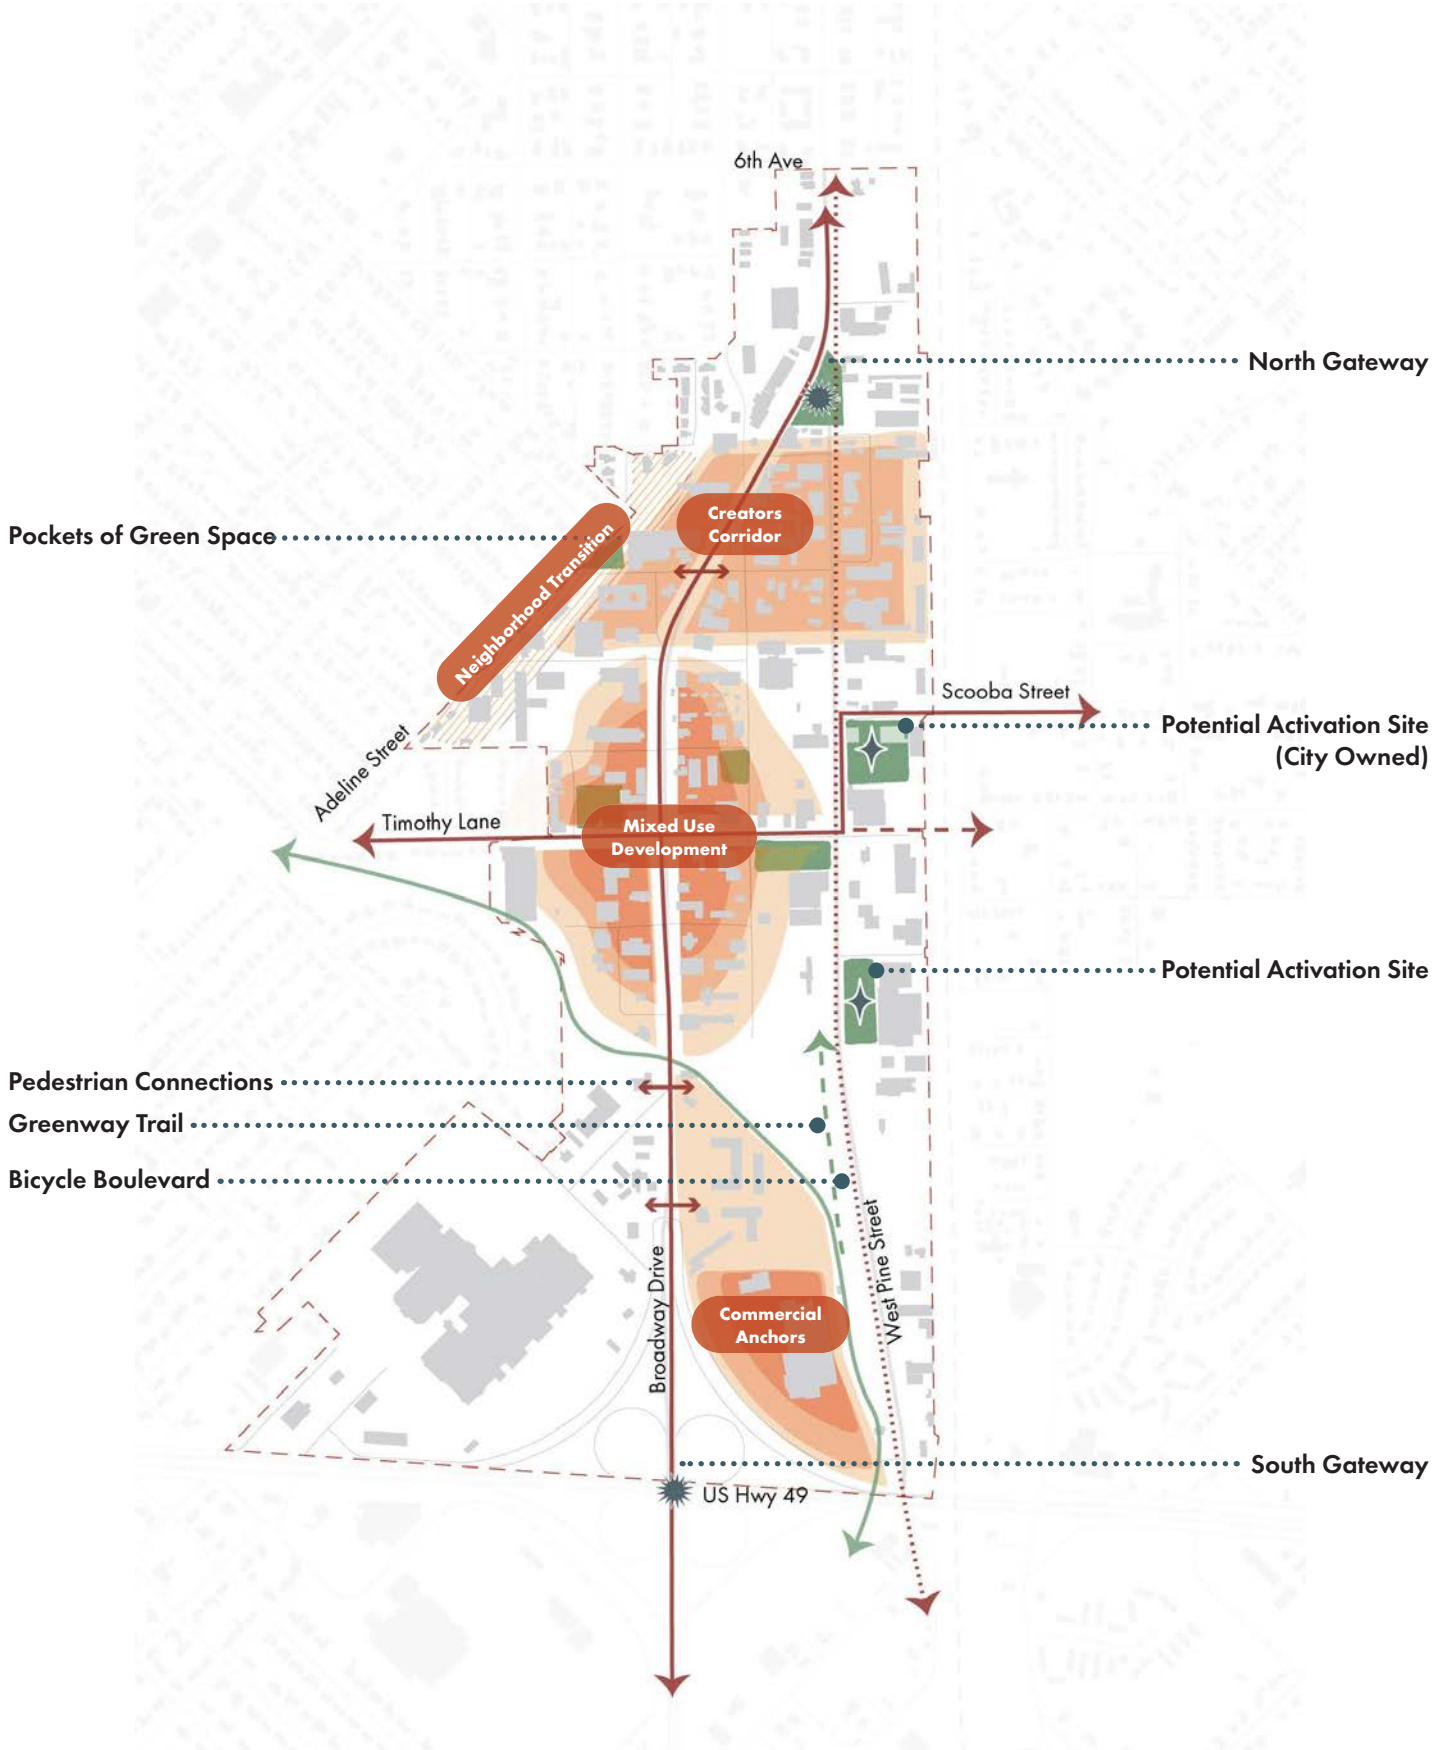 6th Ave
North Gateway
Creators
Corridor
Pockets of Green Space
Neighborhood Transition
Scooba Street
Potential Activation Site
(City Owned)
Adeline Street
Timothy Lane
Mixed Use
Development
Potential Activation Site
Pedestrian Connections
Greenway Trail
Bicycle Boulevard
West Pine Street
Broadway Drive
Commercial
Anchors
South Gateway
US Hwy 49